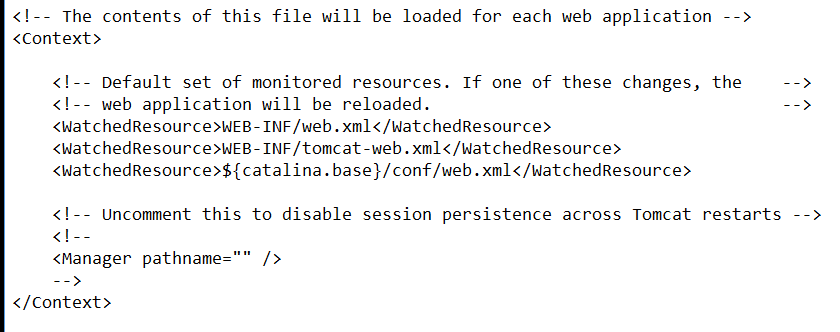 <!-- The contents of this file will be loaded for each web application -->
<Context>
<!-- Default set of monitored resources. If one of these changes, the -->
<!-- web application will be reloaded. -->
<WatchedResource>WEB-INF/web.xml</WatchedResource>
<WatchedResource>WEB-INF/tomcat-web.xml</WatchedResource>
<WatchedResource>${catalina.base}/conf/web.xml</WatchedResource>
<!-- Uncomment this to disable session persistence across Tomcat restarts -->
<!--
<Manager pathname="" />
-->
</Context>